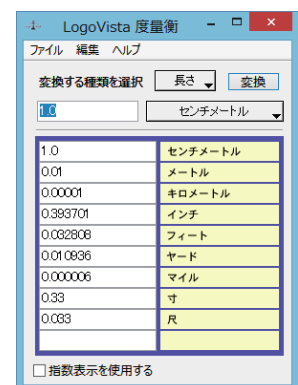 LogoVista 度量衡
ファイル 編集 ヘルプ
変換する種類を選択 長さ 変換
1.0 センチメートル
1.0 センチメートル
0.01 メートル
0.00001 キロメートル
0.393701 インチ
0.032808 フィート
0.010936 ヤード
0.000006 マイル
0.33 寸
0.033 尺
指数表示を使用する